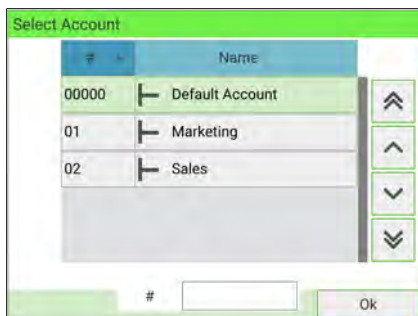 Select Account
# Name
00000 Default Account
01 Marketing
02 Sales
#
Ok